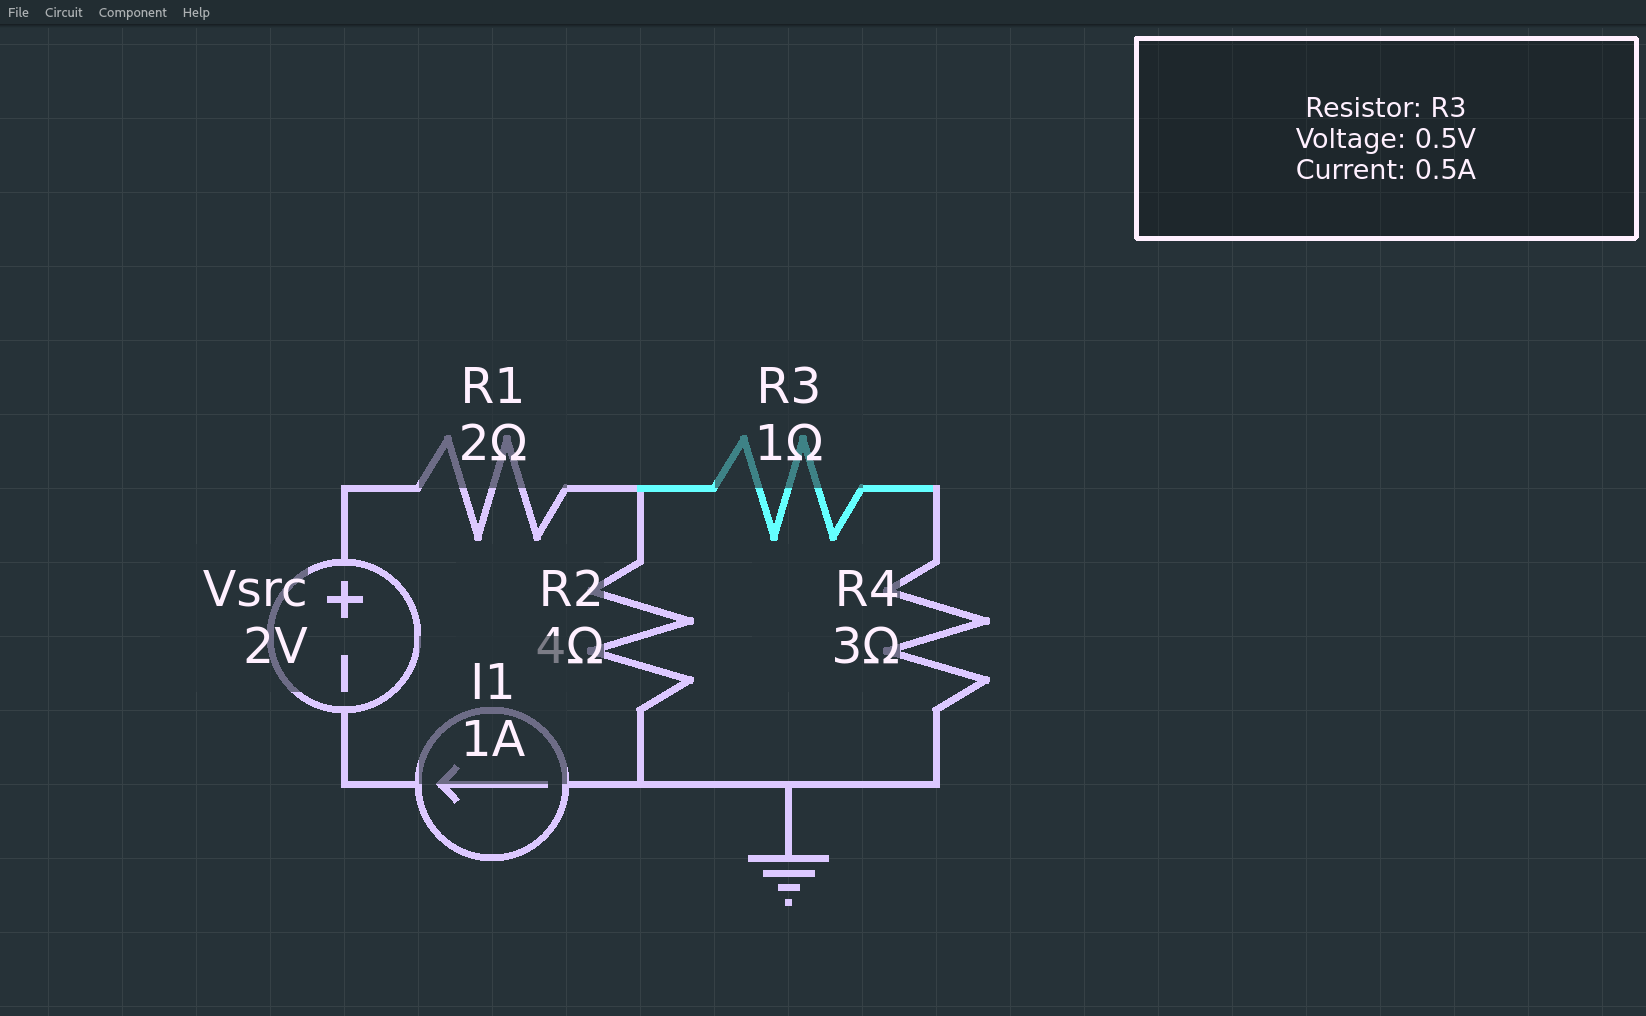 File Circuit Component Help
Resistor: R3
Voltage: 0.5V
Current: 0.5A
R1
2Ω
R3
1Ω
Vsrc
2V
R2
4Ω
R4
3Ω
I1
1A